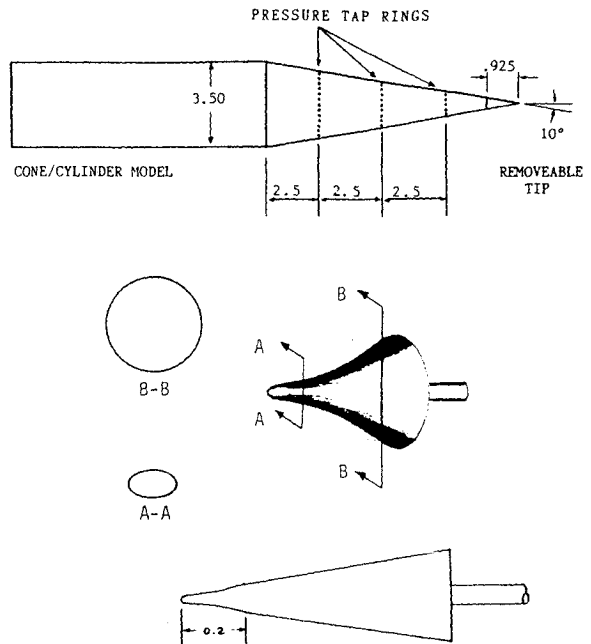 PRESSURE TAP RINGS
.925
3.50
10°
CONE/CYLINDER MODEL
REMOVEABLE
TIP
2.5
2.5
2.5
B
A
B-B
A
B
A-A
0.2